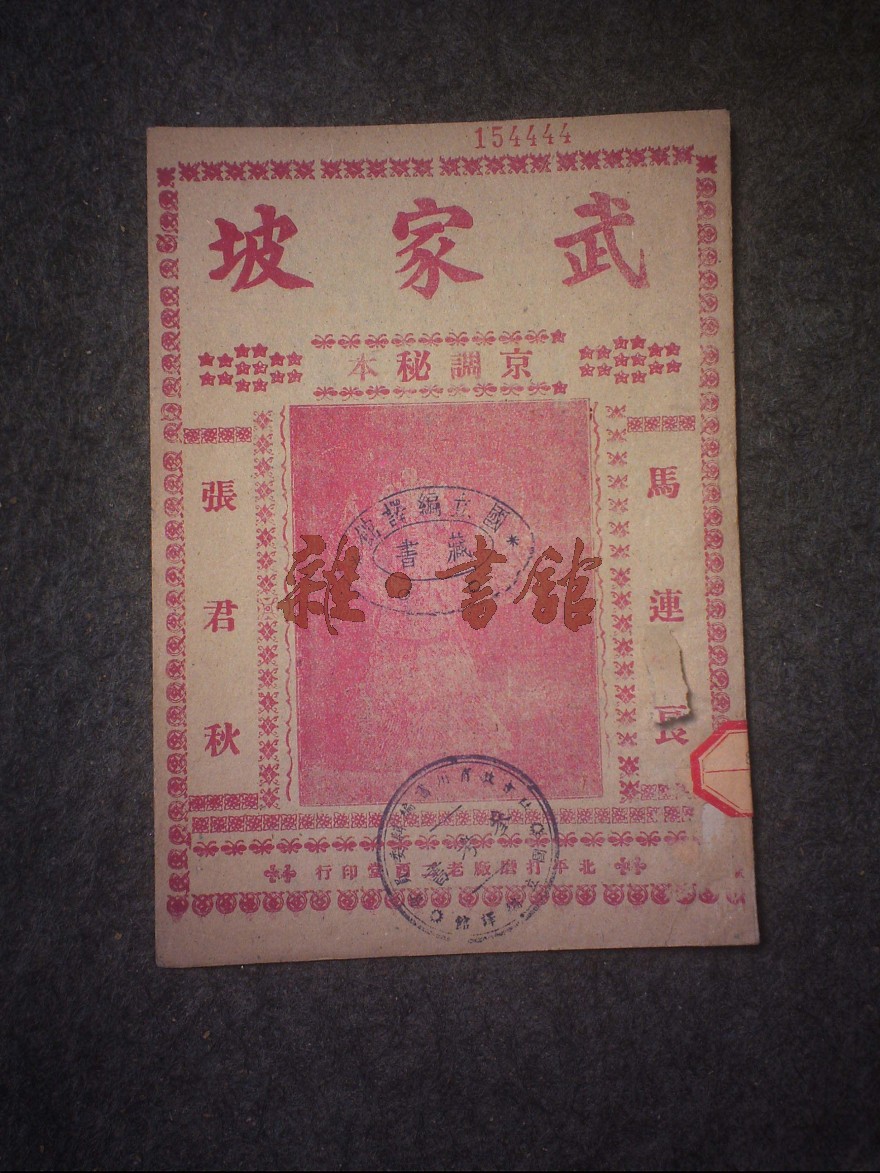 154444
武家坡
京調秘本
馬連良
張君秋
國立編譯館
藏書
雜·書館
北平打磨廠老二酉堂印行